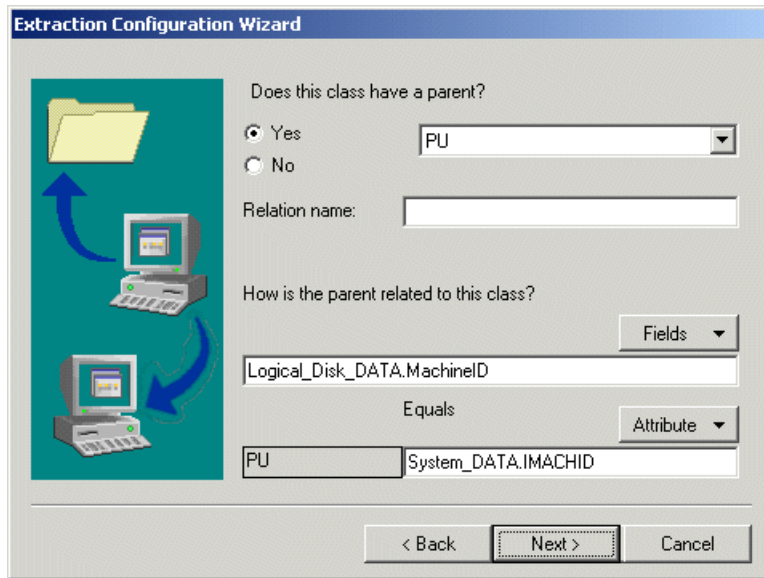 Extraction Configuration Wizard
Does this class have a parent?
Yes
PU
No
Relation name:
How is the parent related to this class?
Fields
Logical_Disk_DATA.MachineID
Equals
Attribute
PU
System_DATA.IMACHID
< Back
Next >
Cancel